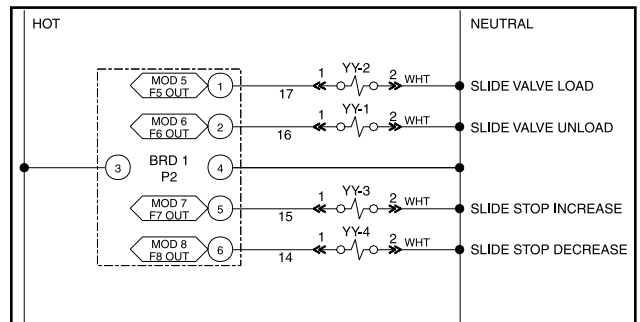 HOT NEUTRAL
MOD 5
F5 OUT
1
17
1 YY-2 2 WHT
SLIDE VALVE LOAD
MOD 6
F6 OUT
2
16
1 YY-1 2 WHT
SLIDE VALVE UNLOAD
3
BRD 1
P2
4
MOD 7
F7 OUT
5
15
1 YY-3 2 WHT
SLIDE STOP INCREASE
MOD 8
F8 OUT
6
14
1 YY-4 2 WHT
SLIDE STOP DECREASE